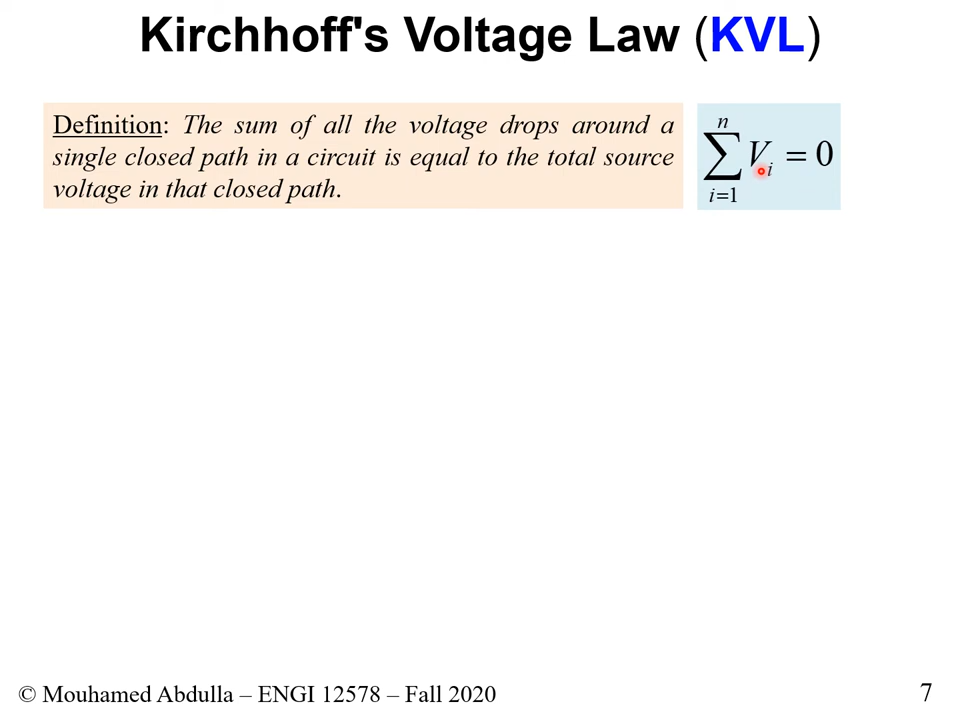 Kirchhoff's Voltage Law (KVL)
Definition: The sum of all the voltage drops around a
single closed path in a circuit is equal to the total source
voltage in that closed path.
n
∑ Vᵢ = 0
i=1
© Mouhamed Abdulla – ENGI 12578 – Fall 2020
7